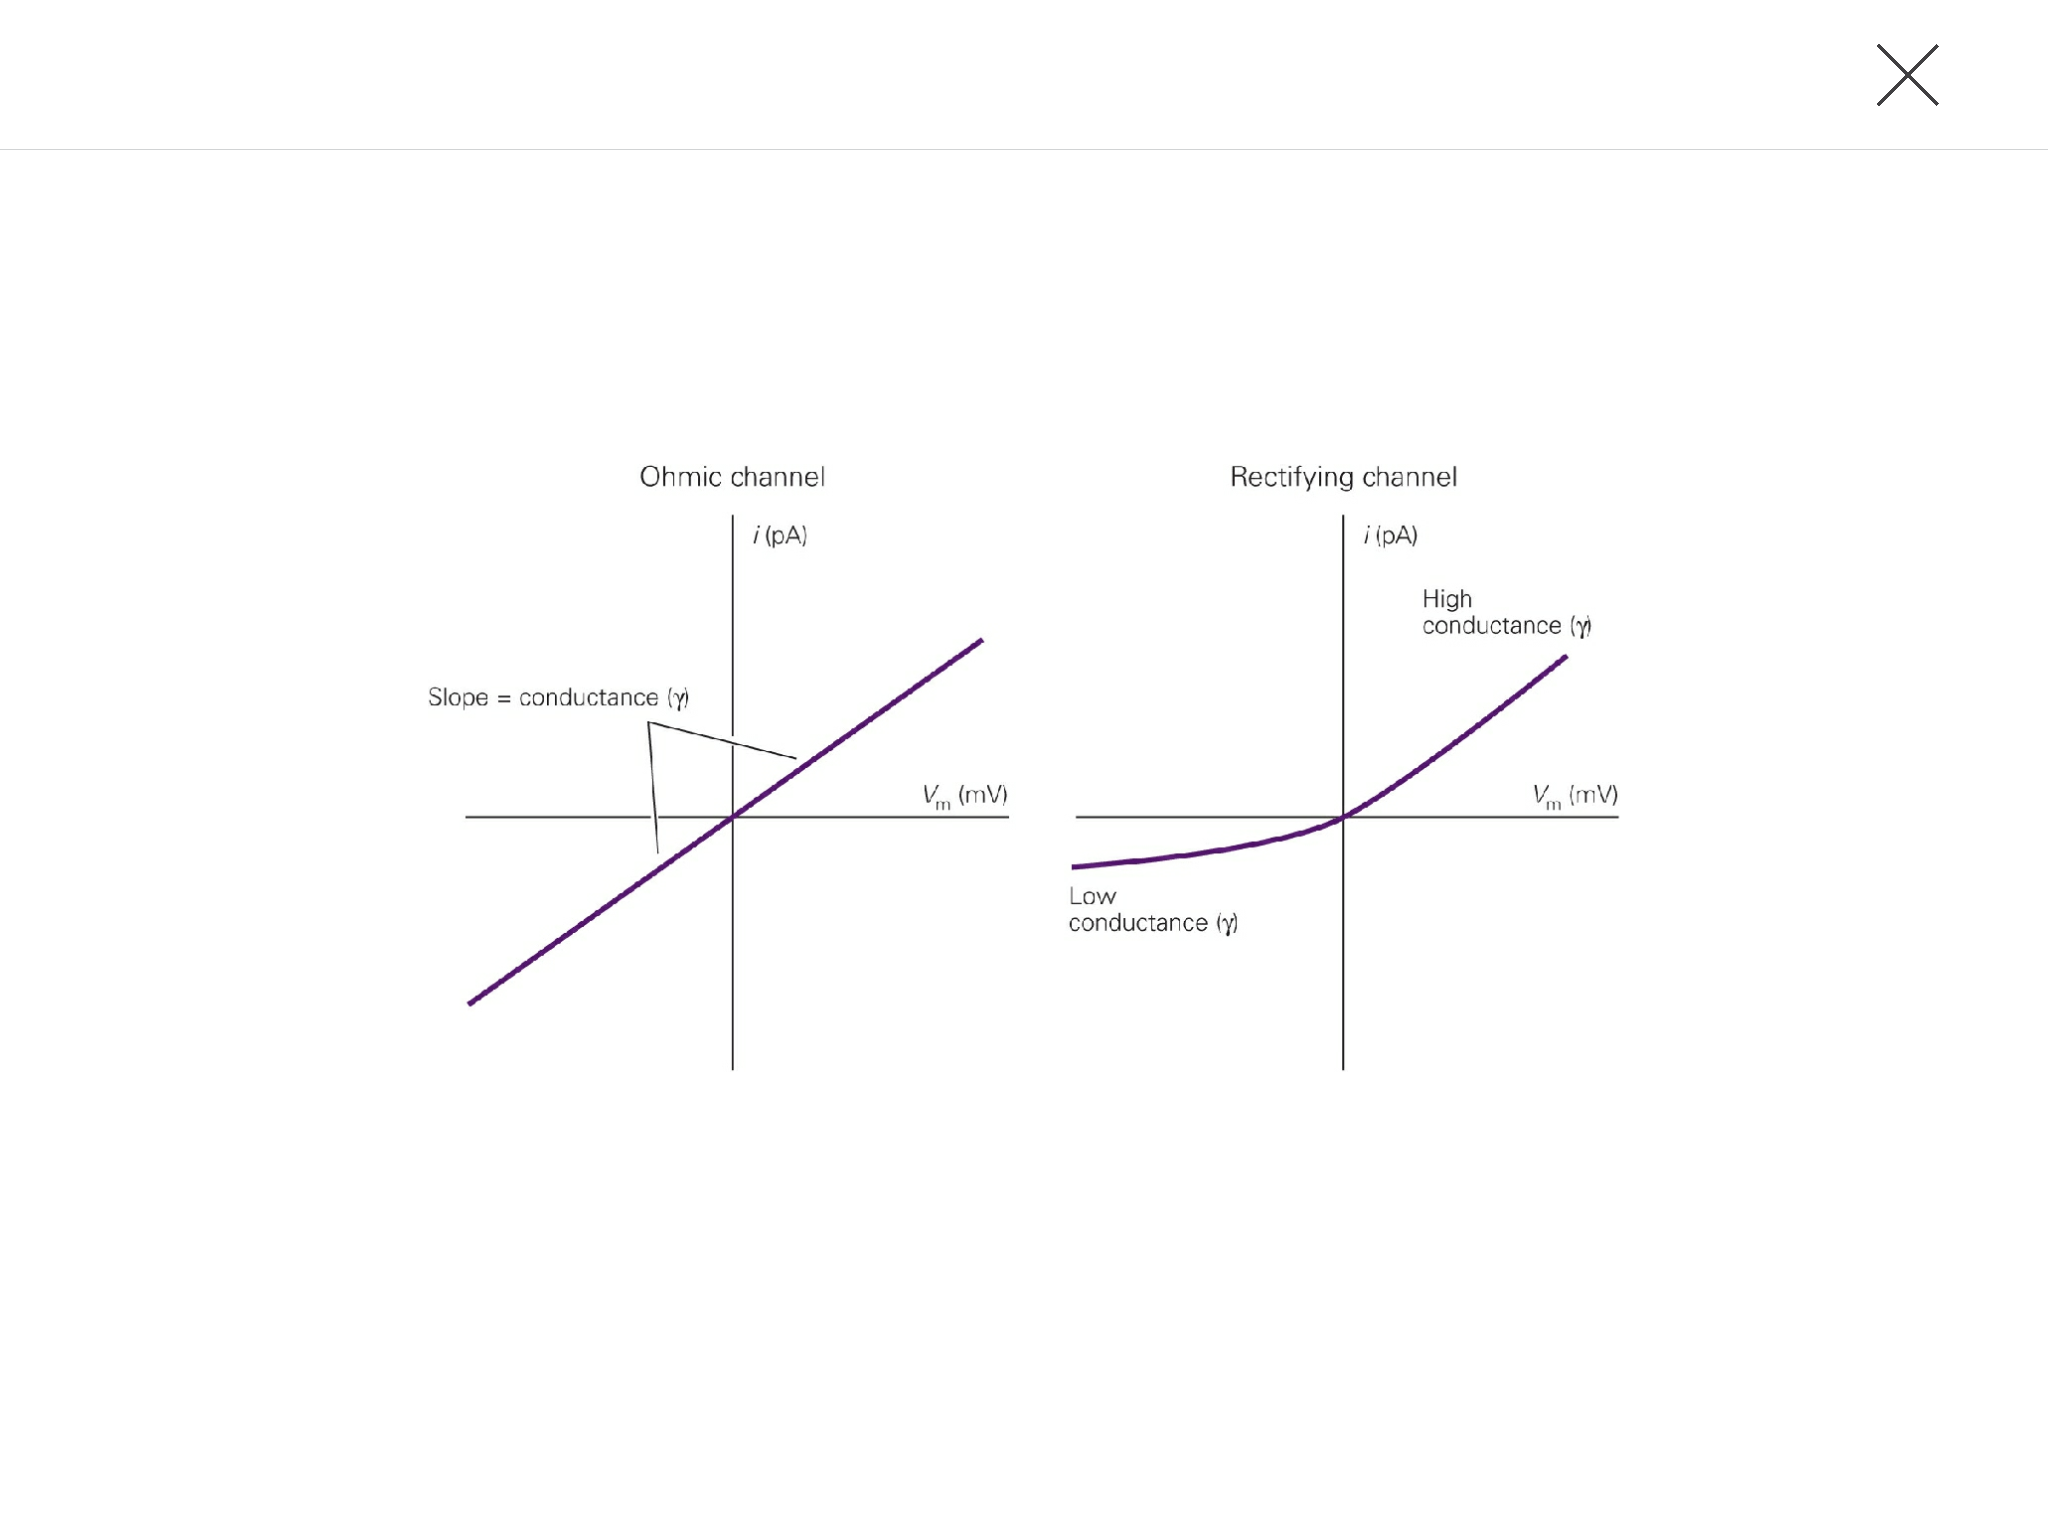 Ohmic channel
i (pA)
Slope = conductance (γ)
Vm (mV)
Rectifying channel
i (pA)
High
conductance (γ)
Vm (mV)
Low
conductance (γ)